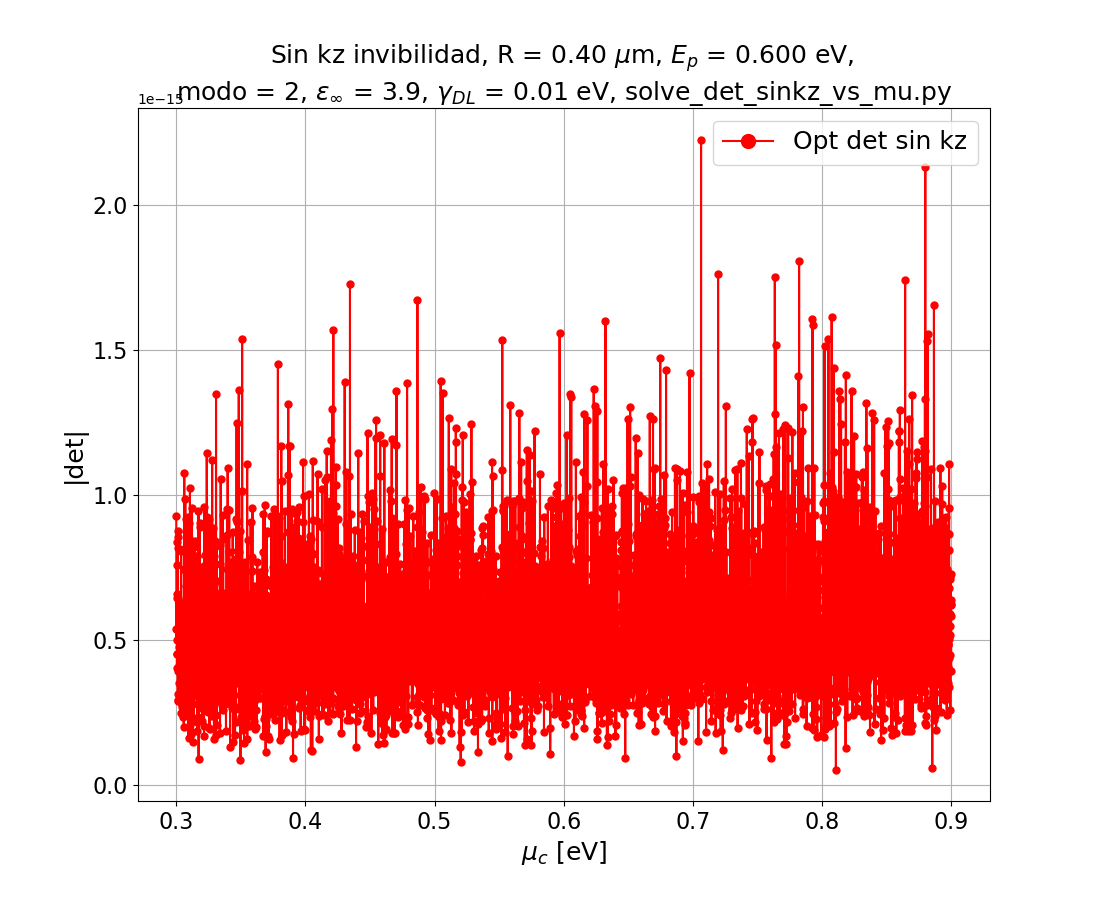 Sin kz invibilidad, R = 0.40 μm, E_p = 0.600 eV,
modo = 2, ε_∞ = 3.9, γ_DL = 0.01 eV, solve_det_sinkz_vs_mu.py
1e−15
Opt det sin kz
2.0
1.5
1.0
0.5
0.0
|det|
0.3 0.4 0.5 0.6 0.7 0.8 0.9
μ_c [eV]